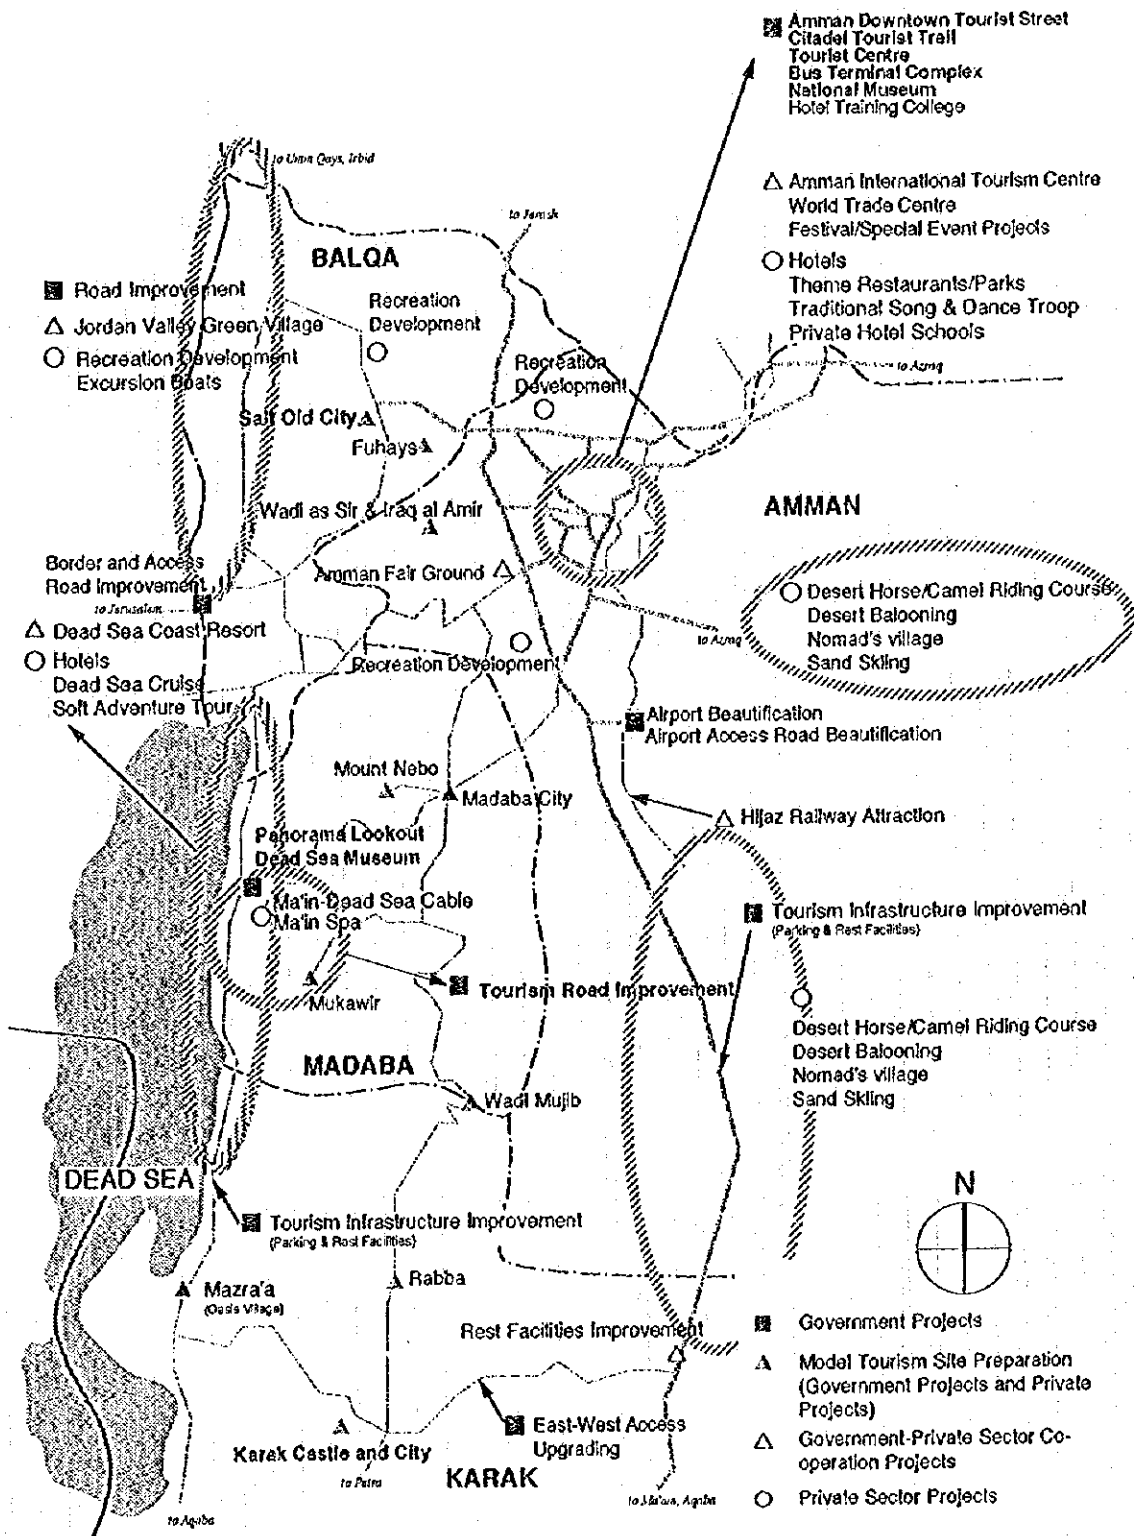 Amman Downtown Tourist Street
Citadel Tourist Trail
Tourist Centre
Bus Terminal Complex
National Museum
Hotel Training College
to Umm Qays, Irbid
Amman International Tourism Centre
World Trade Centre
Festival/Special Event Projects
to Jerash
BALQA
Hotels
Theme Restaurants/Parks
Traditional Song & Dance Troop
Private Hotel Schools
Road Improvement
Jordan Valley Green Village
Recreation Development
Excursion Boats
Recreation
Development
Recreation
Development
to Azraq
Salt Old City
Fuhays
Wadi as Sir & Iraq al Amir
AMMAN
Border and Access
Road Improvement
to Jerusalem
Amman Fair Ground
Desert Horse/Camel Riding Course
Desert Balooning
Nomad's village
Sand Skiing
to Azraq
Dead Sea Coast Resort
Hotels
Dead Sea Cruise
Soft Adventure Tour
Recreation Development
Airport Beautification
Airport Access Road Beautification
Mount Nebo
Madaba City
Hijaz Railway Attraction
Panorama Lookout
Dead Sea Museum
Ma'in-Dead Sea Cable
Ma'in Spa
Tourism Infrastructure Improvement
(Parking & Rest Facilities)
Mukawir
Tourism Road Improvement
Desert Horse/Camel Riding Course
Desert Balooning
Nomad's village
Sand Skiing
MADABA
Wadi Mujib
DEAD SEA
N
Tourism Infrastructure Improvement
(Parking & Rest Facilities)
Mazra'a
(Oasis Village)
Rabba
Rest Facilities Improvement
East-West Access
Upgrading
Karak Castle and City
KARAK
to Petra
to Ma'an, Aqaba
to Aqaba
Government Projects
Model Tourism Site Preparation
(Government Projects and Private
Projects)
Government-Private Sector Co-
operation Projects
Private Sector Projects